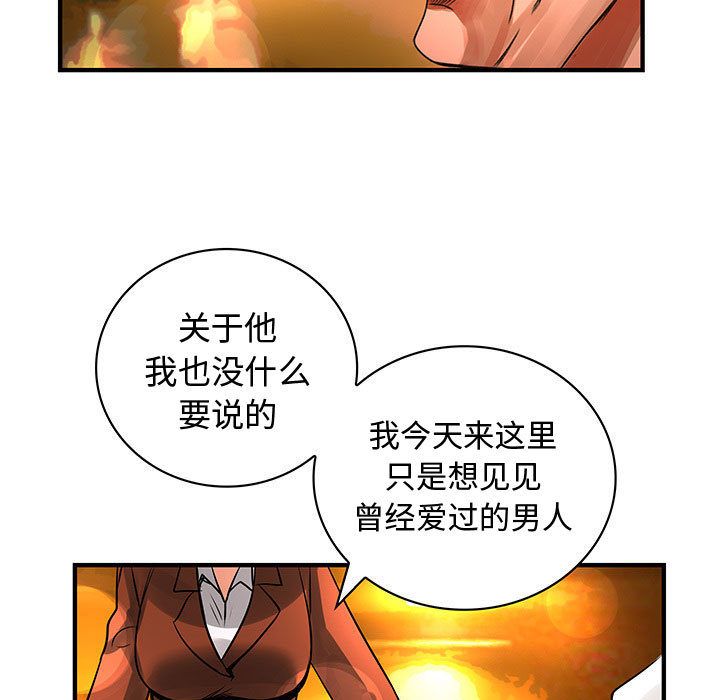 关于他
我也没什么
要说的
我今天来这里
只是想见见
曾经爱过的男人